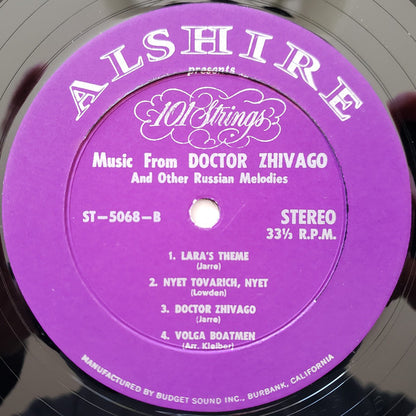 ALSHIRE
presents
101 Strings
Music From DOCTOR ZHIVAGO
And Other Russian Melodies
ST-5068-B
STEREO
33⅓ R.P.M.
1. LARA'S THEME
(Jarre)
2. NYET TOVARICH, NYET
(Lowden)
3. DOCTOR ZHIVAGO
(Jarre)
4. VOLGA BOATMEN
(Arr. Kleiber)
MANUFACTURED BY BUDGET SOUND INC., BURBANK, CALIFORNIA